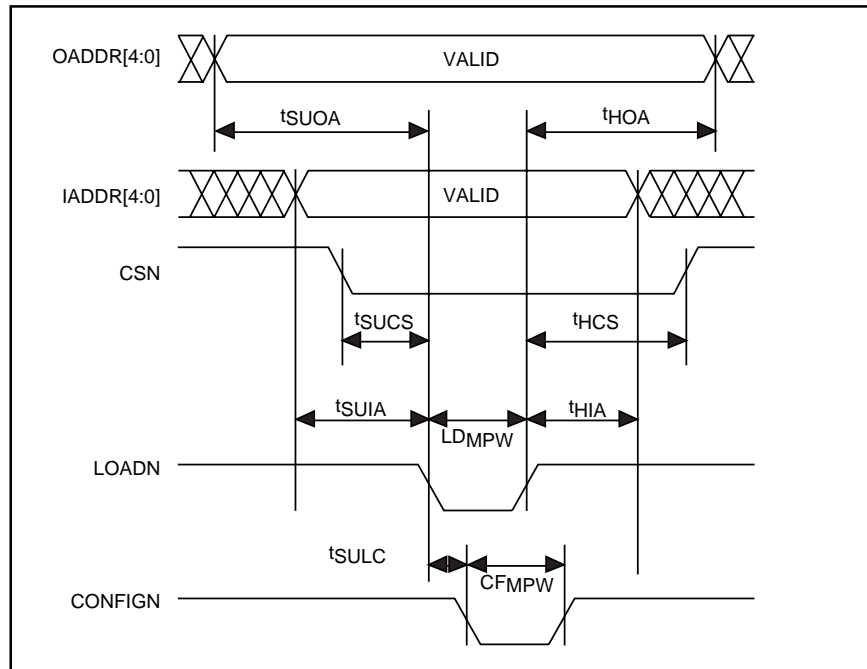 OADDR[4:0]
VALID
tSUOA
tHOA
IADDR[4:0]
VALID
CSN
tSUCS
tHCS
tSUIA
LDMPW
tHIA
LOADN
tSULC
CFMPW
CONFIGN